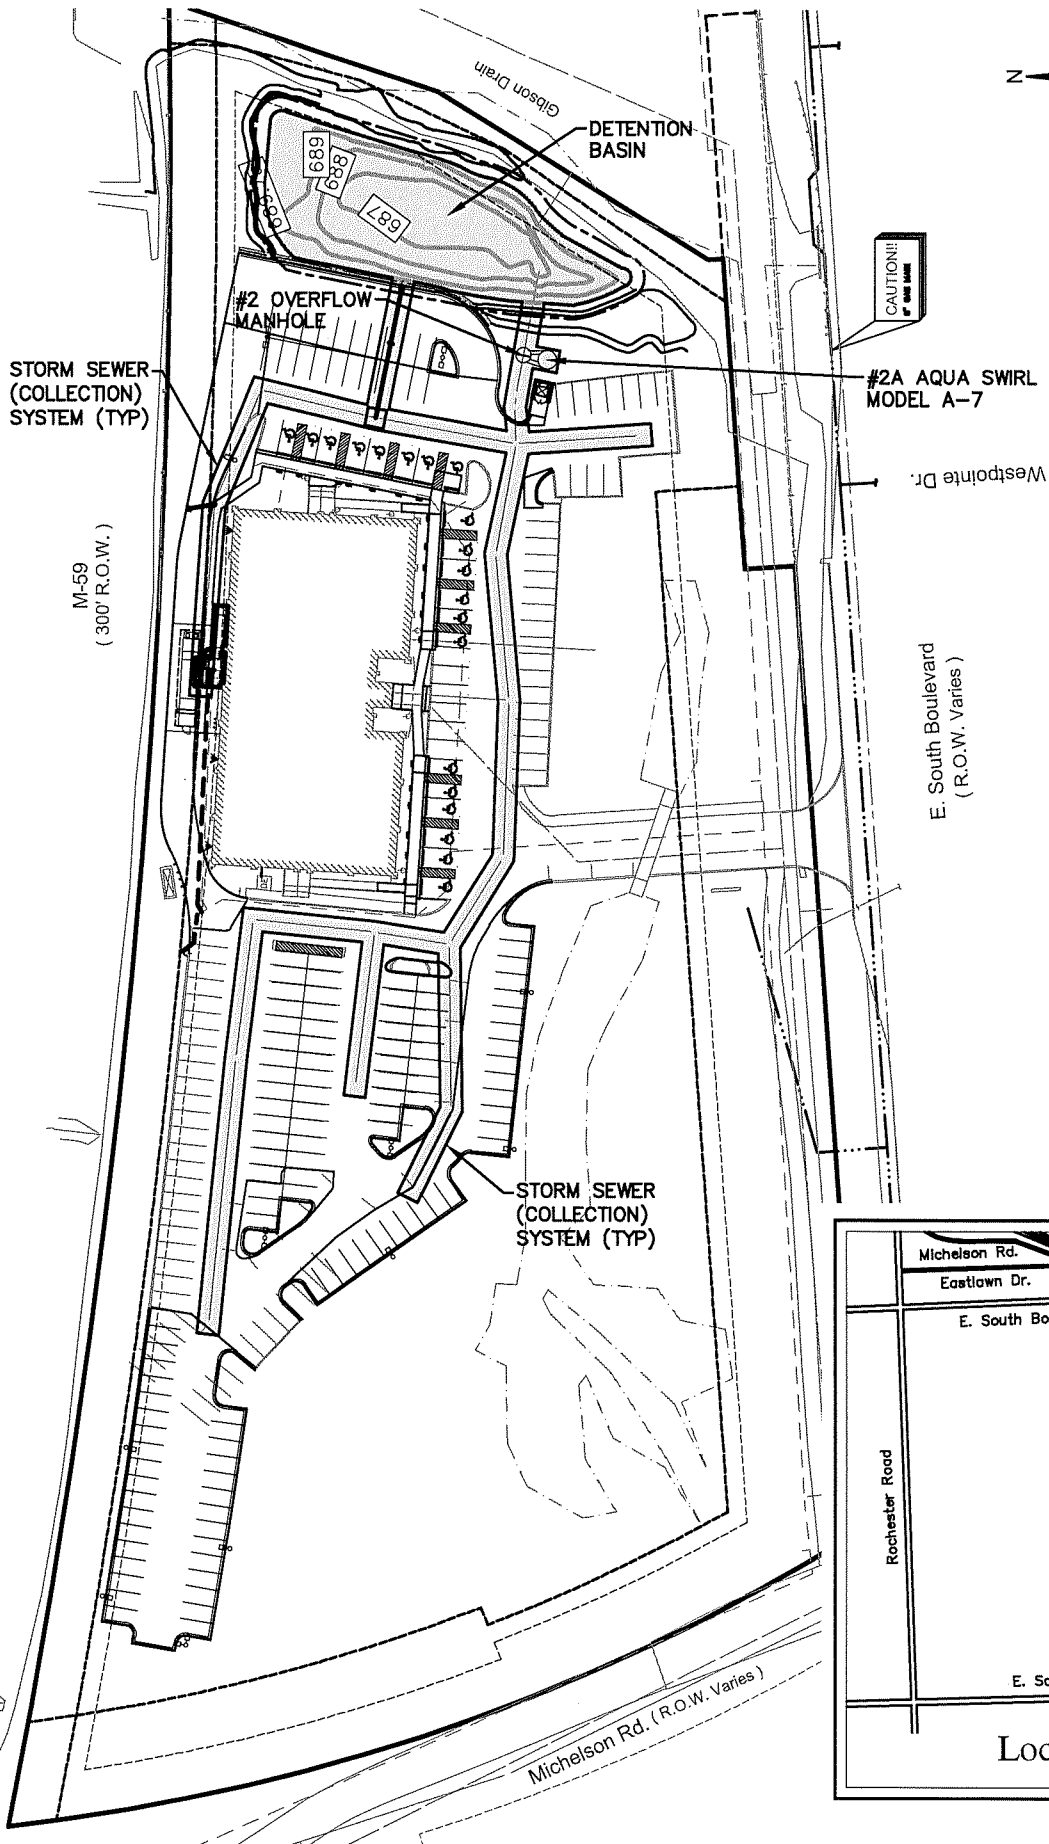 Gibson Drain
N
DETENTION
BASIN
689
688
687
689
CAUTION!!
#2 OVERFLOW
MANHOLE
STORM SEWER
(COLLECTION)
SYSTEM (TYP)
#2A AQUA SWIRL
MODEL A-7
Westpointe Dr.
M-59
( 300' R.O.W. )
E. South Boulevard
( R.O.W. Varies )
STORM SEWER
(COLLECTION)
SYSTEM (TYP)
Michelson Rd.
Eastlawn Dr.
E. South Bo
Rochester Road
E. So
Loc
Michelson Rd. ( R.O.W. Varies )